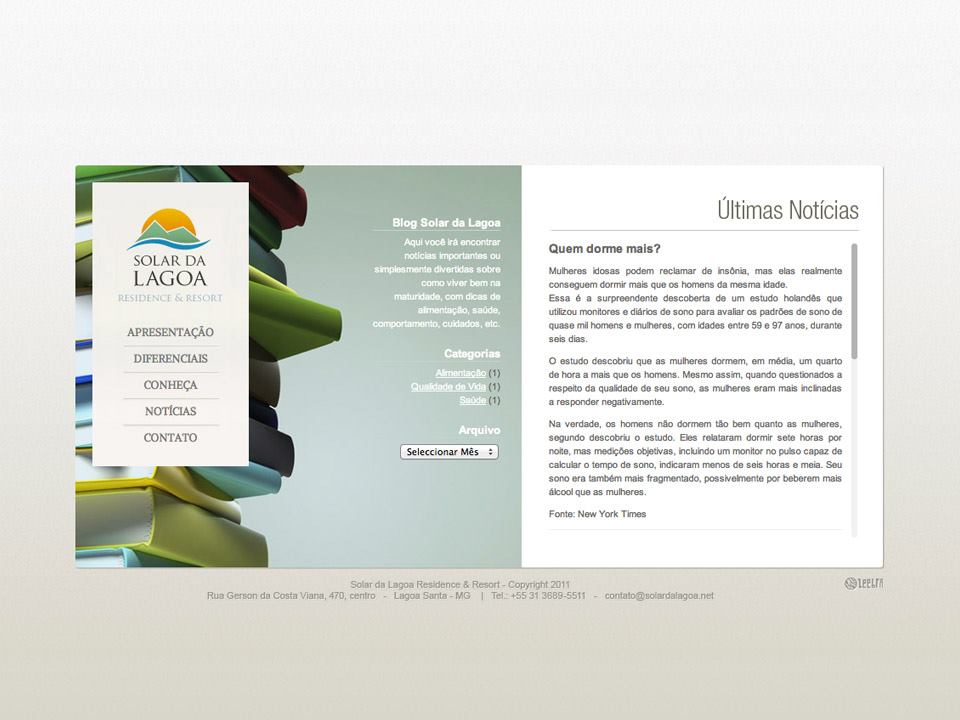 SOLAR DA
LAGOA
RESIDENCE & RESORT
APRESENTAÇÃO
DIFERENCIAIS
CONHEÇA
NOTÍCIAS
CONTATO
Blog Solar da Lagoa
Aqui você irá encontrar
notícias importantes ou
simplesmente divertidas sobre
como viver bem na
maturidade, com dicas de
alimentação, saúde,
comportamento, cuidados, etc.
Categorias
Alimentação (1)
Qualidade de Vida (1)
Saúde (1)
Arquivo
Seleccionar Mês
Últimas Notícias
Quem dorme mais?
Mulheres idosas podem reclamar de insônia, mas elas realmente
conseguem dormir mais que os homens da mesma idade.
Essa é a surpreendente descoberta de um estudo holandês que
utilizou monitores e diários de sono para avaliar os padrões de sono de
quase mil homens e mulheres, com idades entre 59 e 97 anos, durante
seis dias.
O estudo descobriu que as mulheres dormem, em média, um quarto
de hora a mais que os homens. Mesmo assim, quando questionados a
respeito da qualidade de seu sono, as mulheres eram mais inclinadas
a responder negativamente.
Na verdade, os homens não dormem tão bem quanto as mulheres,
segundo descobriu o estudo. Eles relataram dormir sete horas por
noite, mas medições objetivas, incluindo um monitor no pulso capaz de
calcular o tempo de sono, indicaram menos de seis horas e meia. Seu
sono era também mais fragmentado, possivelmente por beberem mais
álcool que as mulheres.
Fonte: New York Times
Solar da Lagoa Residence & Resort - Copyright 2011
Rua Gerson da Costa Viana, 470, centro - Lagoa Santa - MG | Tel.: +55 31 3689-5511 - contato@solardalagoa.net